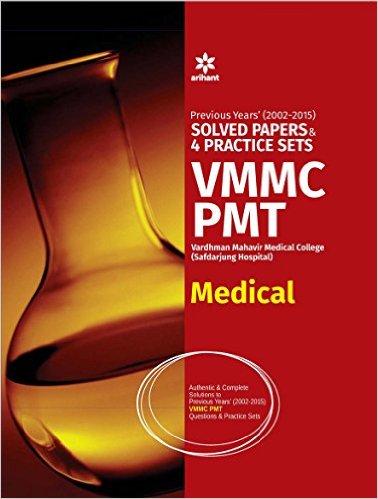 arihant
Previous Years' (2002-2015)
SOLVED PAPERS &
4 PRACTICE SETS
VMMC
PMT
Vardhman Mahavir Medical College
(Safdarjung Hospital)
Medical
Authentic & Complete
Solutions to
Previous Years' (2002-2015)
VMMC PMT
Questions & Practice Sets